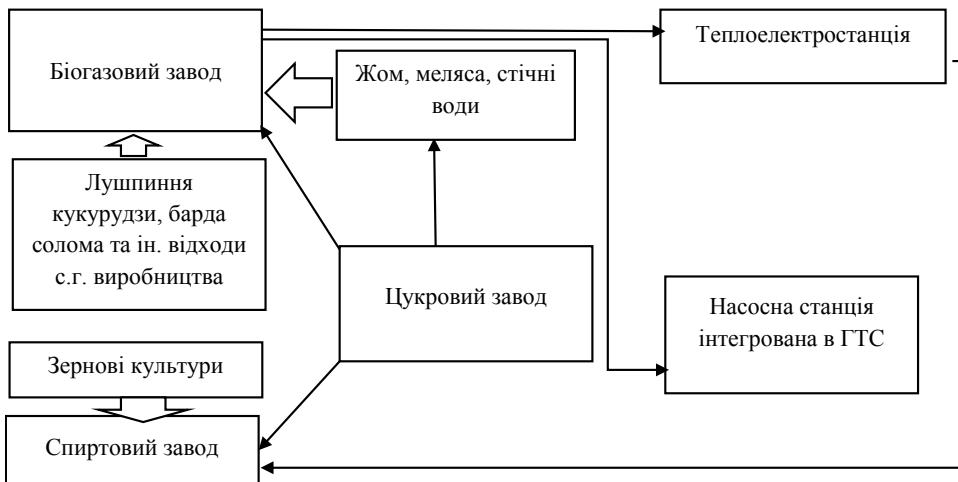 Біогазовий завод
Теплоелектростанція
Жом, меляса, стічні
води
Лушпиння
кукурудзи, барда
солома та ін. відходи
с.г. виробництва
Цукровий завод
Насосна станція
інтегрована в ГТС
Зернові культури
Спиртовий завод